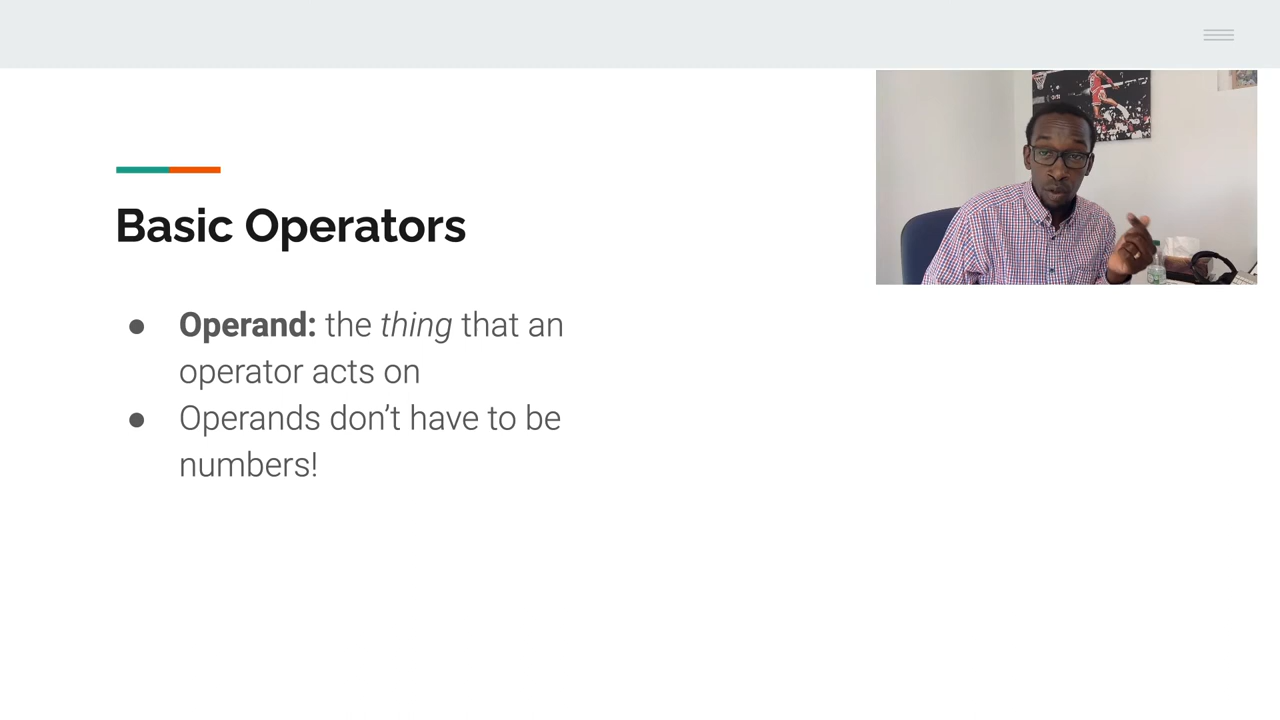 Basic Operators
● Operand: the thing that an
operator acts on
● Operands don’t have to be
numbers!